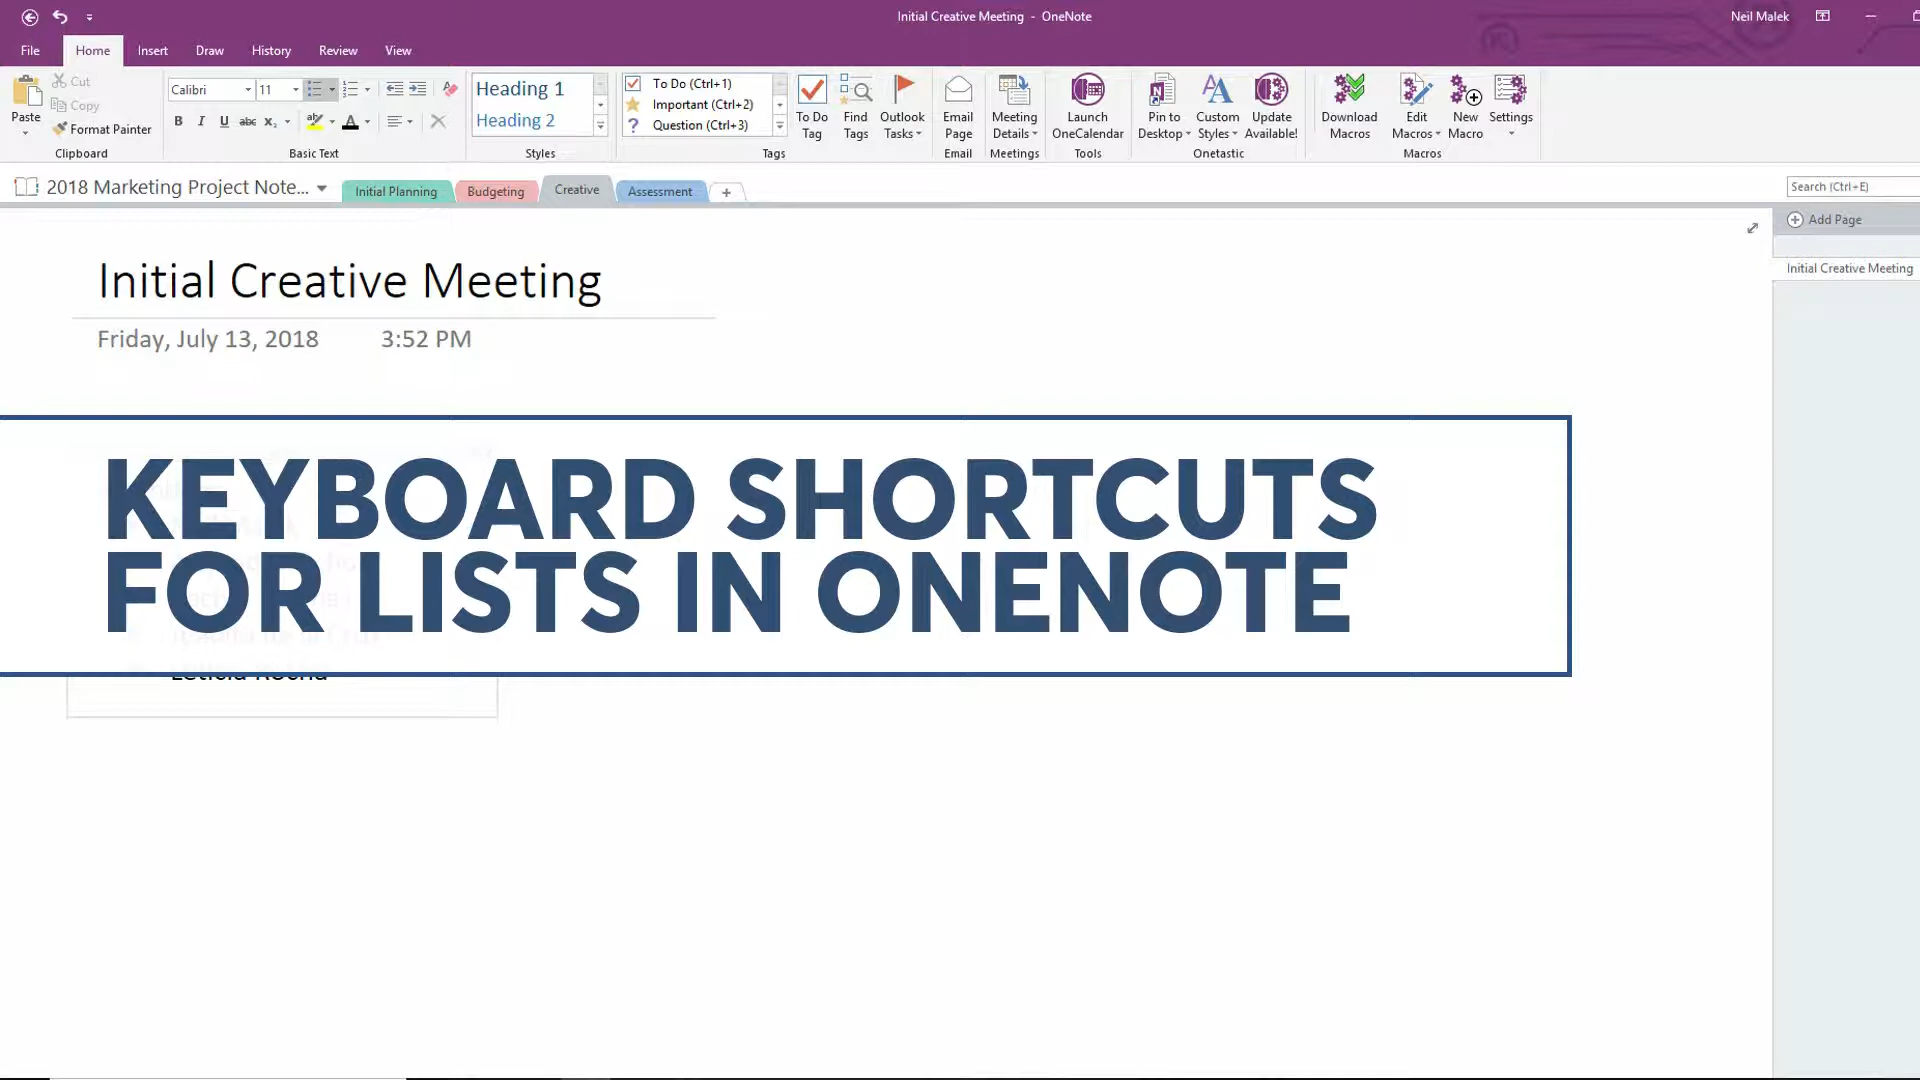 Initial Creative Meeting - OneNote
Neil Malek
File Home Insert Draw History Review View
Paste
Cut
Copy
Format Painter
Clipboard
Calibri 11
B I U abc x
A
Basic Text
Heading 1
Heading 2
Styles
To Do (Ctrl+1)
Important (Ctrl+2)
Question (Ctrl+3)
To Do Tag
Find Tags
Outlook Tasks
Tags
Email Page
Email
Meeting Details
Meetings
Launch OneCalendar
Tools
Pin to Desktop
Custom Styles
Update Available!
Onetastic
Download Macros
Edit Macros
New Macro
Settings
Macros
2018 Marketing Project Note...
Initial Planning
Budgeting
Creative
Assessment
Search (Ctrl+E)
Add Page
Initial Creative Meeting
Initial Creative Meeting
Friday, July 13, 2018 3:52 PM
KEYBOARD SHORTCUTS
FOR LISTS IN ONENOTE